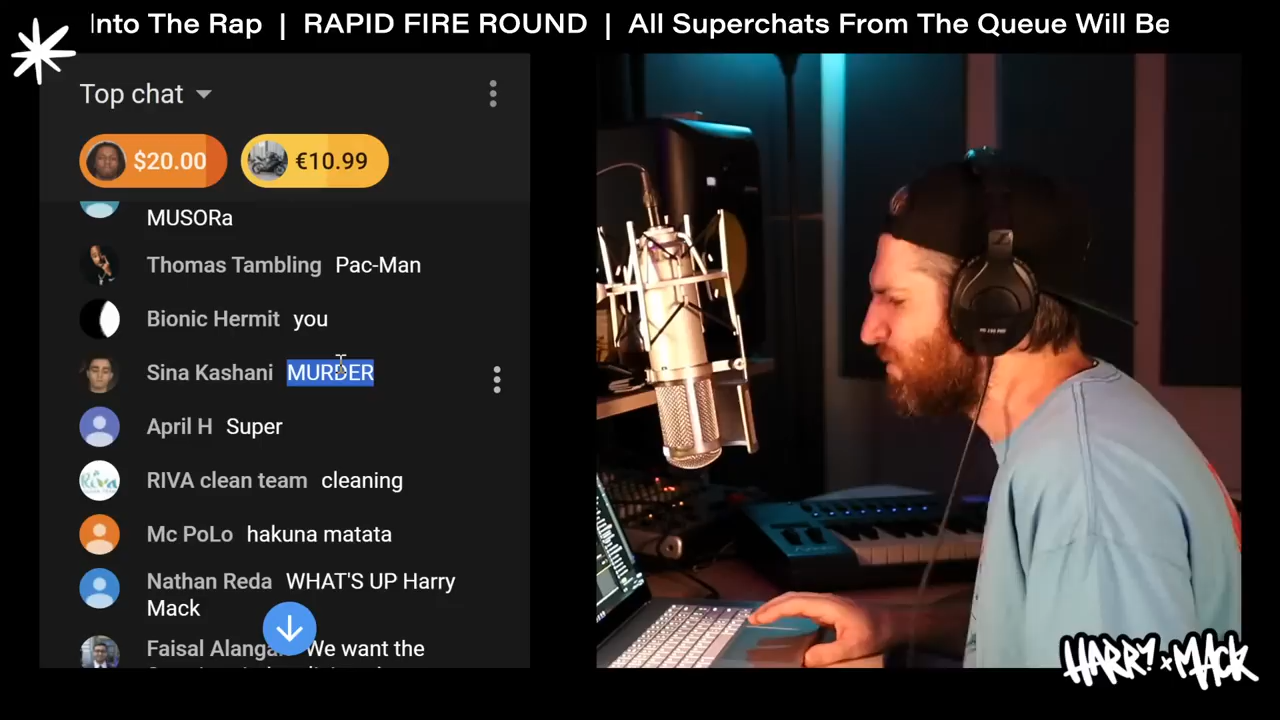 Into The Rap | RAPID FIRE ROUND | All Superchats From The Queue Will Be
Top chat
$20.00
€10.99
MUSORa
Thomas Tambling Pac-Man
Bionic Hermit you
Sina Kashani MURDER
April H Super
RIVA clean team cleaning
Mc PoLo hakuna matata
Nathan Reda WHAT'S UP Harry
Mack
Faisal Alanga We want the
HARRY x MACK